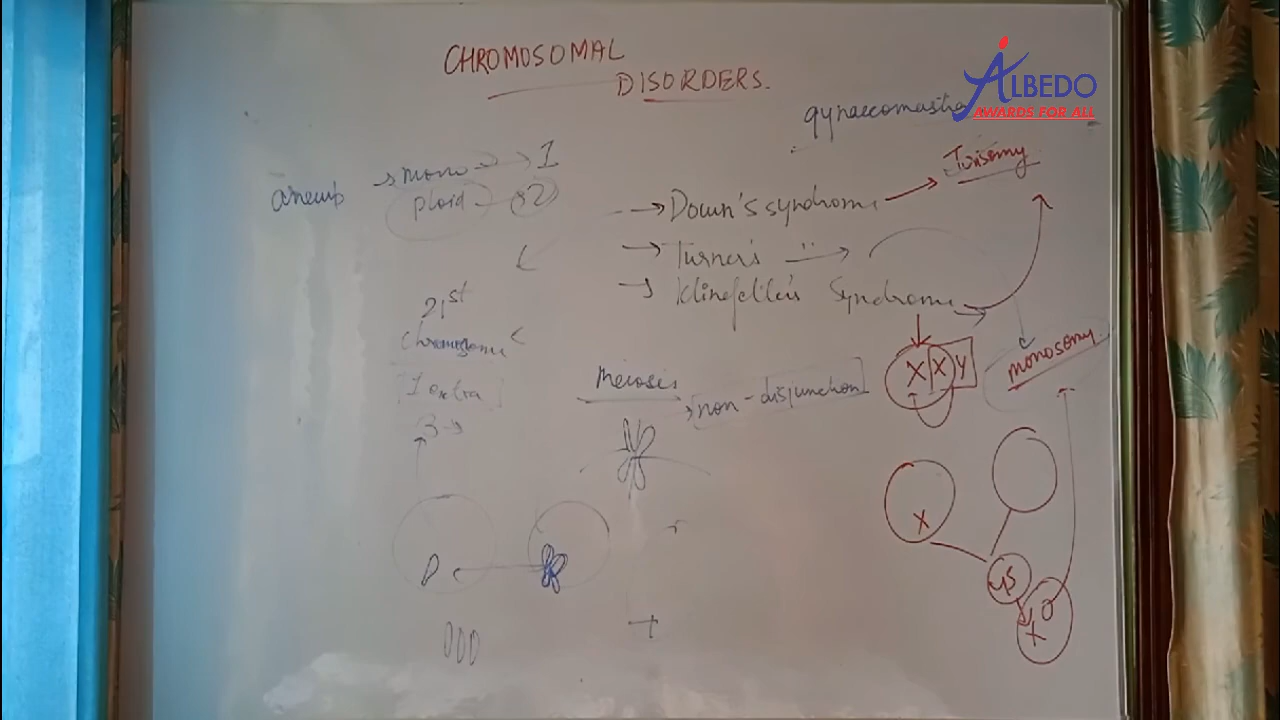 CHROMOSOMAL
DISORDERS.
ALBEDO
AWARDS FOR ALL
gynaecomastia
aneup → mono → 1
ploid → 2
Trisomy
→ Down's syndrome →
→ Turner's " →
→ Klinefelter's Syndrome →
21st
chromosome
1 extra
3 →
Meiosis
→ non-disjunction
X X Y
monosomy
X
45
X O